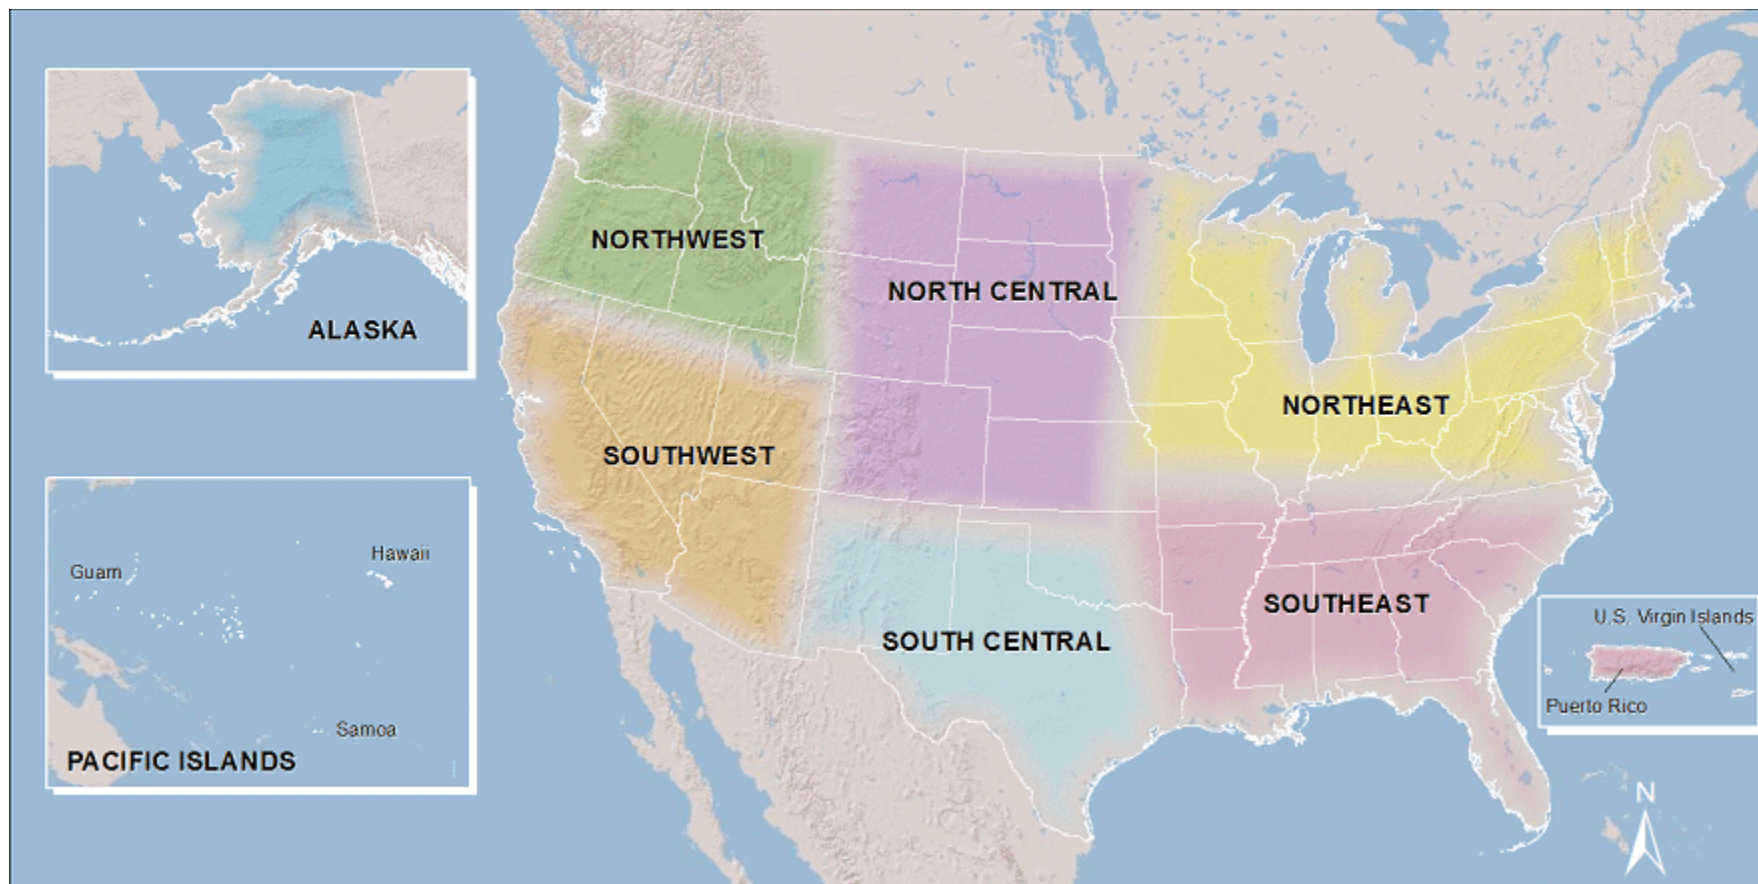 ALASKA
Guam
Hawaii
Samoa
PACIFIC ISLANDS
NORTHWEST
NORTH CENTRAL
NORTHEAST
SOUTHWEST
SOUTHEAST
SOUTH CENTRAL
U.S. Virgin Islands
Puerto Rico
N